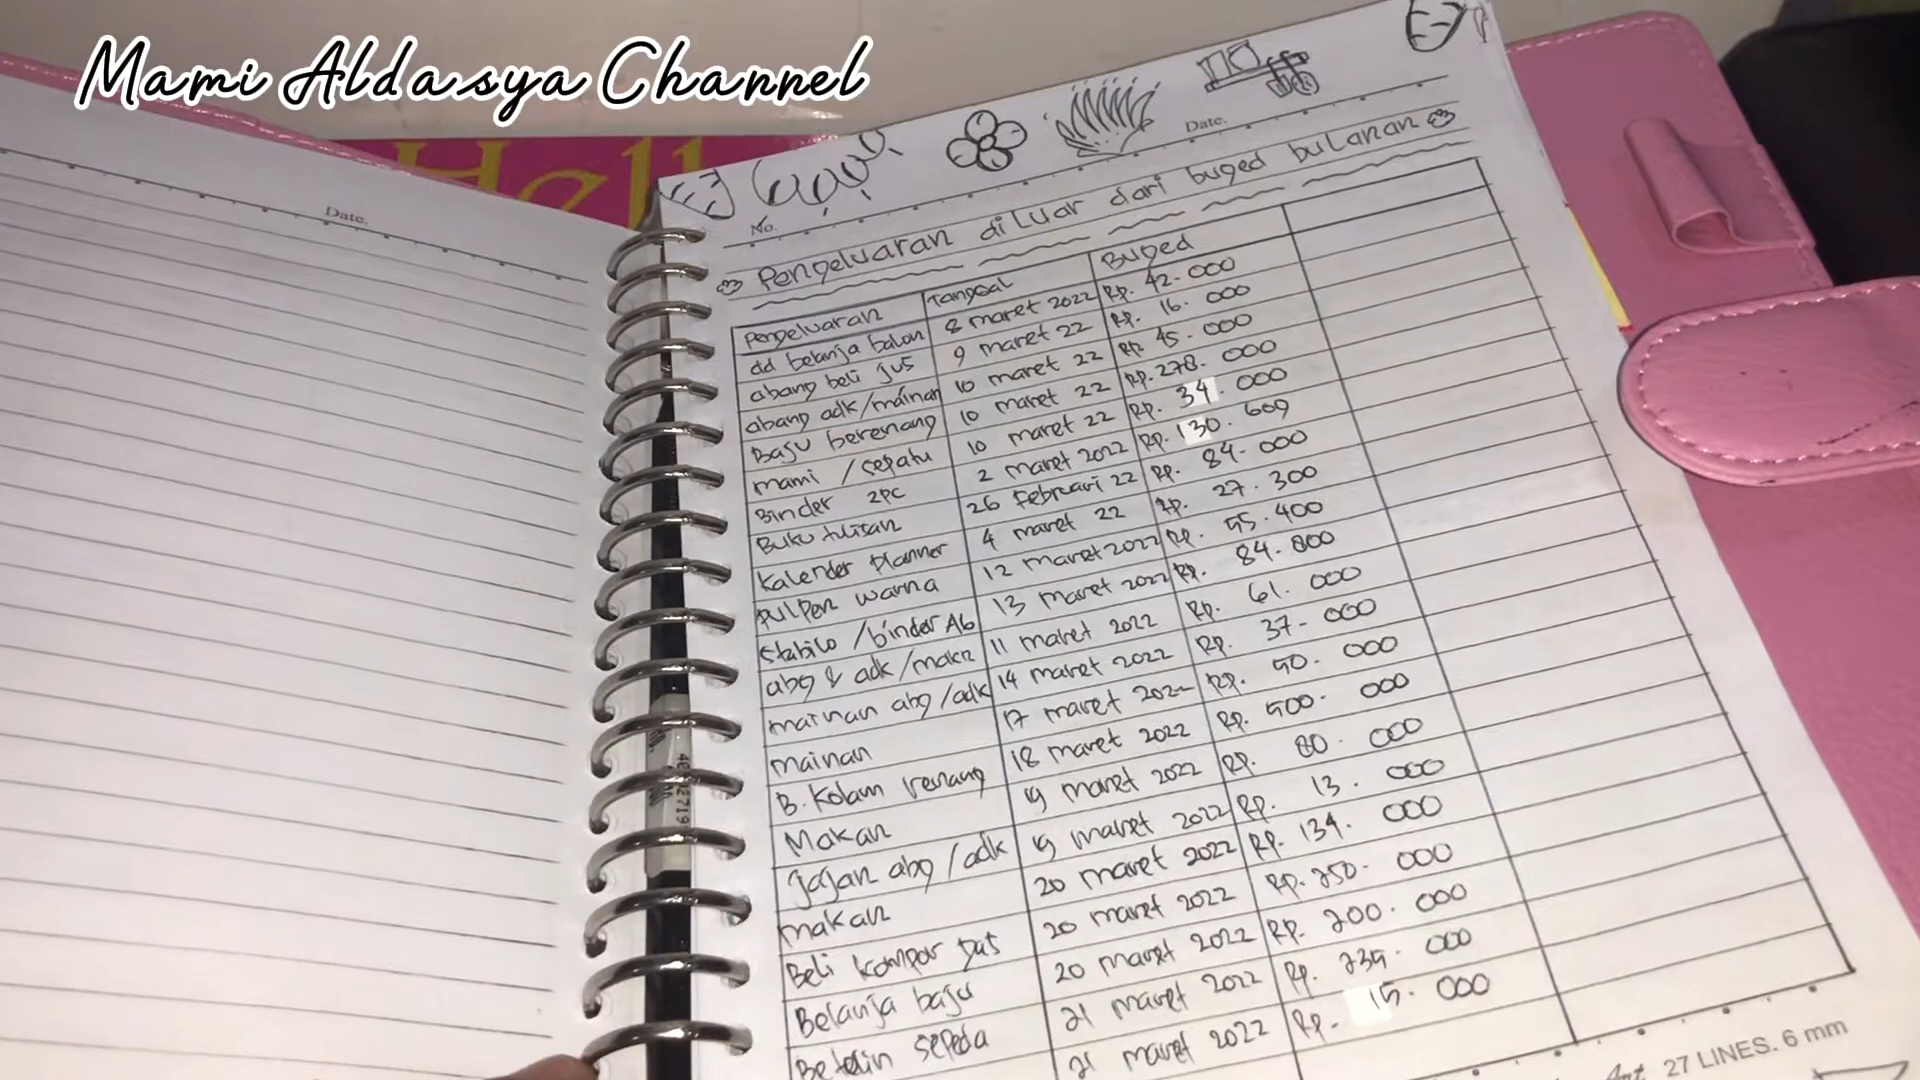 Mami Aldasya Channel
Date.
No.
Date.
Pengeluaran diluar dari buged bulanan
Pengeluaran Tanggal Buged
dd belanja balon 8 maret 2022 Rp. 42.000
abang beli jus 9 maret 22 Rp. 16.000
abang adk/mainan 10 maret 22 Rp. 45.000
Baju berenang 10 maret 22 Rp. 278.000
mami /sepatu 10 maret 22 Rp. 34.000
Binder 2pc 2 maret 2022 Rp. 130.609
Buku tulisan 26 Februari 22 Rp. 84.000
Kalender Planner 4 maret 22 Rp. 27.300
pulpen warna 12 maret 2022 Rp. 55.400
Stabilo /binder A6 13 maret 2022 Rp. 84.800
abg & adk /makn 11 maret 2022 Rp. 61.000
mainan abg/adk 14 maret 2022 Rp. 37.000
mainan 17 maret 2022 Rp. 50.000
B. Kolam renang 18 maret 2022 Rp. 500.000
Makan 19 maret 2022 Rp. 80.000
Jajan abg/adk 19 maret 2022 Rp. 13.000
makan 20 maret 2022 Rp. 134.000
Beli kompor gas 20 maret 2022 Rp. 250.000
Belanja baju 20 maret 2022 Rp. 200.000
Betulin sepeda 21 maret 2022 Rp. 235.000
21 maret 2022 Rp. 15.000
27 LINES. 6 mm